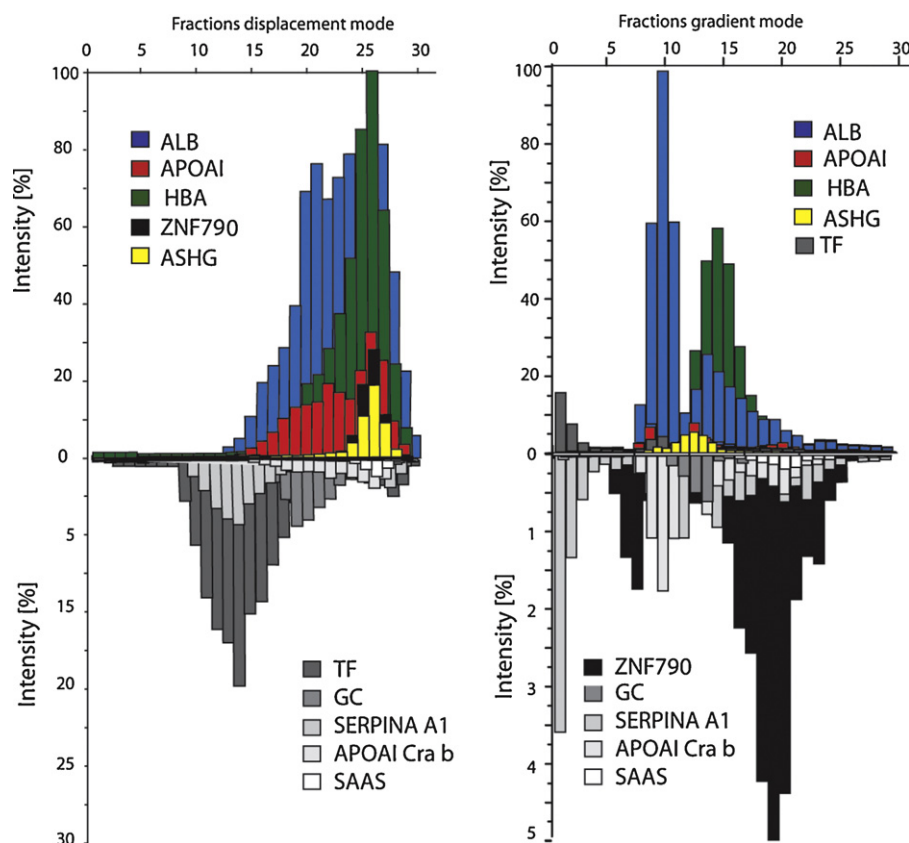 Fractions displacement mode
0 5 10 15 20 25 30
100
80
60
40
20
0
5
15
20
25
30
Intensity [%]
Intensity [%]
ALB
APOAI
HBA
ZNF790
ASHG
TF
GC
SERPINA A1
APOAI Cra b
SAAS
Fractions gradient mode
0 5 10 15 20 25 30
100
80
60
40
20
10
0
1
2
3
4
5
Intensity [%]
Intensity [%]
ALB
APOAI
HBA
ASHG
TF
ZNF790
GC
SERPINA A1
APOAI Cra b
SAAS